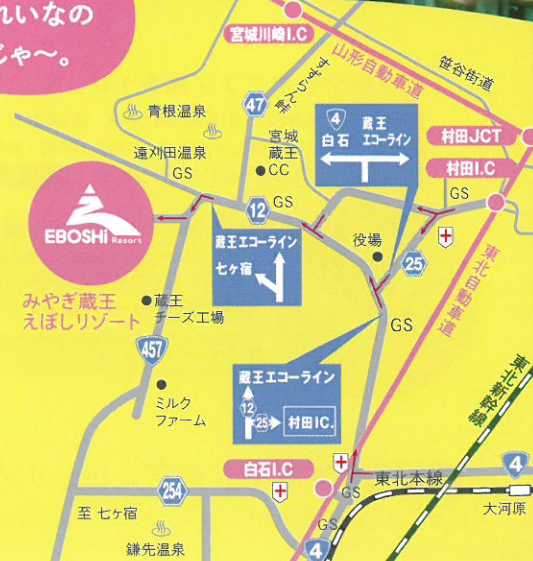 れいなの
じゃ～。
宮城川崎I.C
山形自動車道
笹谷街道
すずらん峠
47
青根温泉
遠刈田温泉
GS
宮城
蔵王
CC
4
蔵王
白石 エコーライン
村田JCT
村田I.C
GS
EBOSHi Resort
みやぎ蔵王
えぼしリゾート
12
GS
蔵王エコーライン
七ヶ宿
役場
25
東北自動車道
蔵王
チーズ工場
GS
457
ミルク
ファーム
蔵王エコーライン
12
25
村田IC.
東北新幹線
白石I.C
東北本線
4
254
GS
大河原
至 七ヶ宿
鎌先温泉
GS
4